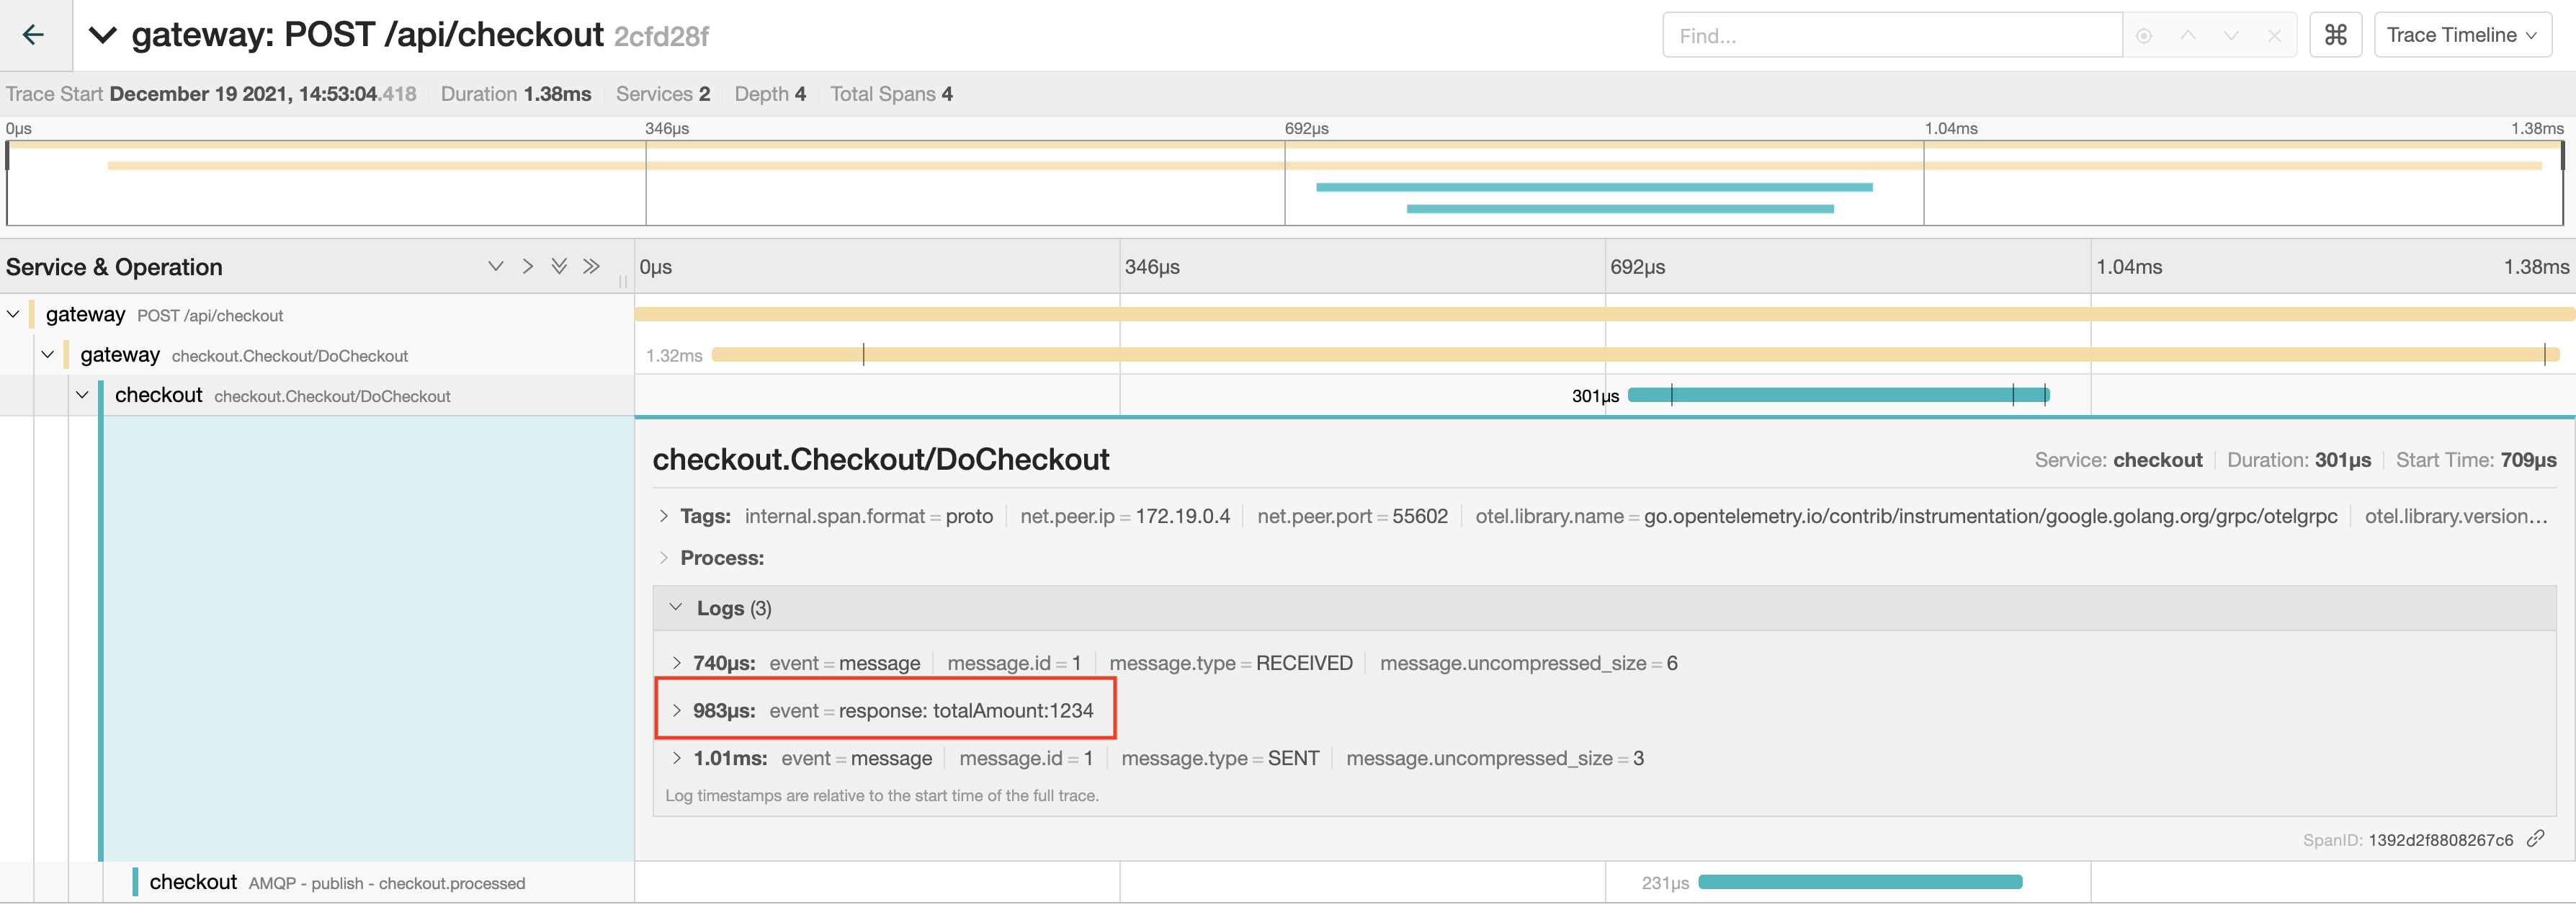 gateway: POST /api/checkout 2cfd28f
Find...
⌘
Trace Timeline
Trace Start December 19 2021, 14:53:04.418 Duration 1.38ms Services 2 Depth 4 Total Spans 4
0μs 346μs 692μs 1.04ms 1.38ms
Service & Operation 0μs 346μs 692μs 1.04ms 1.38ms
gateway POST /api/checkout
gateway checkout.Checkout/DoCheckout 1.32ms
checkout checkout.Checkout/DoCheckout 301μs
checkout.Checkout/DoCheckout Service: checkout Duration: 301μs Start Time: 709μs
Tags: internal.span.format = proto net.peer.ip = 172.19.0.4 net.peer.port = 55602 otel.library.name = go.opentelemetry.io/contrib/instrumentation/google.golang.org/grpc/otelgrpc otel.library.version...
Process:
Logs (3)
740μs: event = message message.id = 1 message.type = RECEIVED message.uncompressed_size = 6
983μs: event = response: totalAmount:1234
1.01ms: event = message message.id = 1 message.type = SENT message.uncompressed_size = 3
Log timestamps are relative to the start time of the full trace.
SpanID: 1392d2f8808267c6
checkout AMQP - publish - checkout.processed 231μs